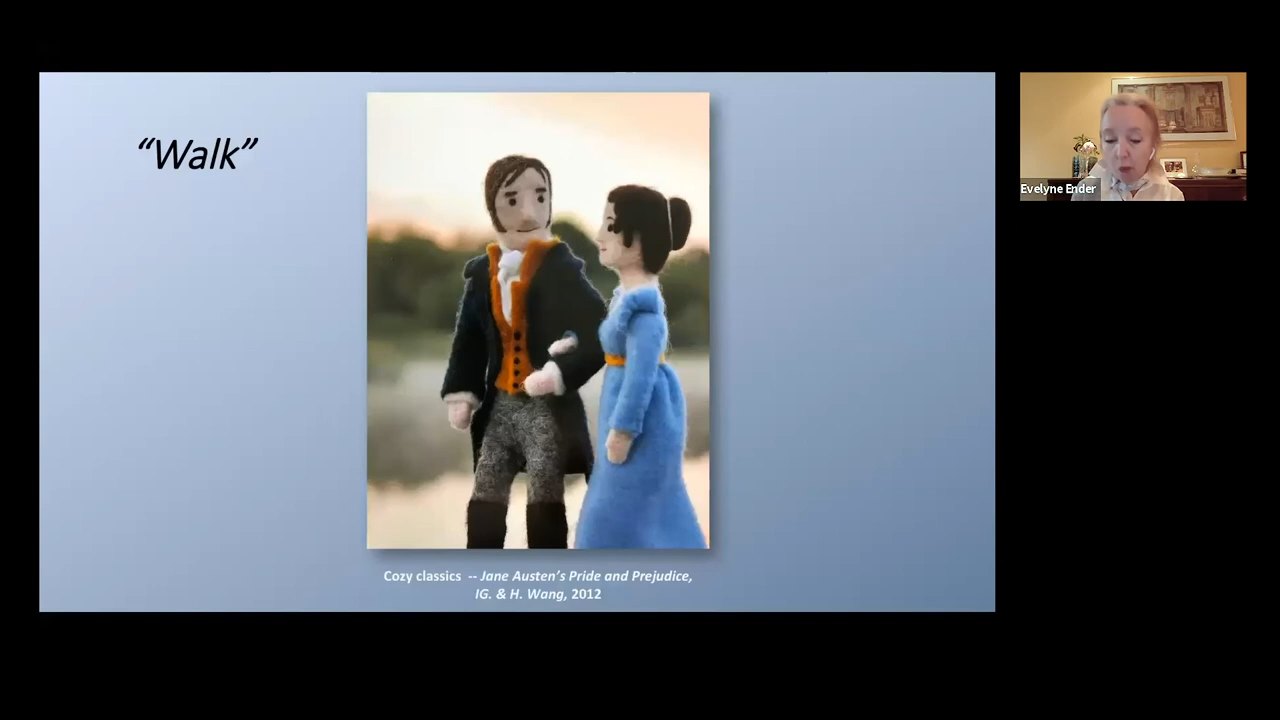 “Walk”
Evelyne Ender
Cozy classics -- Jane Austen’s Pride and Prejudice,
IG. & H. Wang, 2012